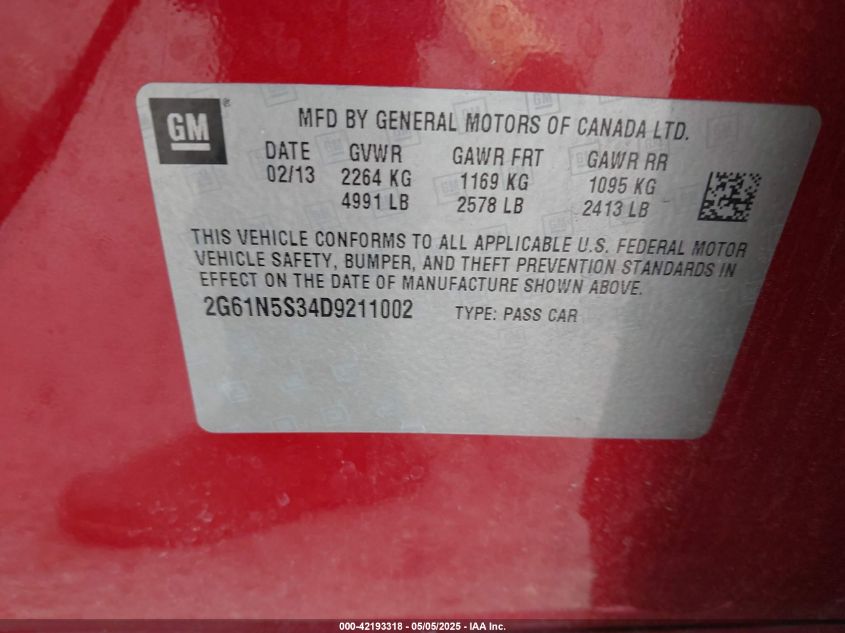 GM ®
MFD BY GENERAL MOTORS OF CANADA LTD.
DATE GVWR GAWR FRT GAWR RR
02/13 2264 KG 1169 KG 1095 KG
4991 LB 2578 LB 2413 LB
THIS VEHICLE CONFORMS TO ALL APPLICABLE U.S. FEDERAL MOTOR
VEHICLE SAFETY, BUMPER, AND THEFT PREVENTION STANDARDS IN
EFFECT ON THE DATE OF MANUFACTURE SHOWN ABOVE.
2G61N5S34D9211002 TYPE: PASS CAR
000-42193318 - 05/05/2025 - IAA Inc.